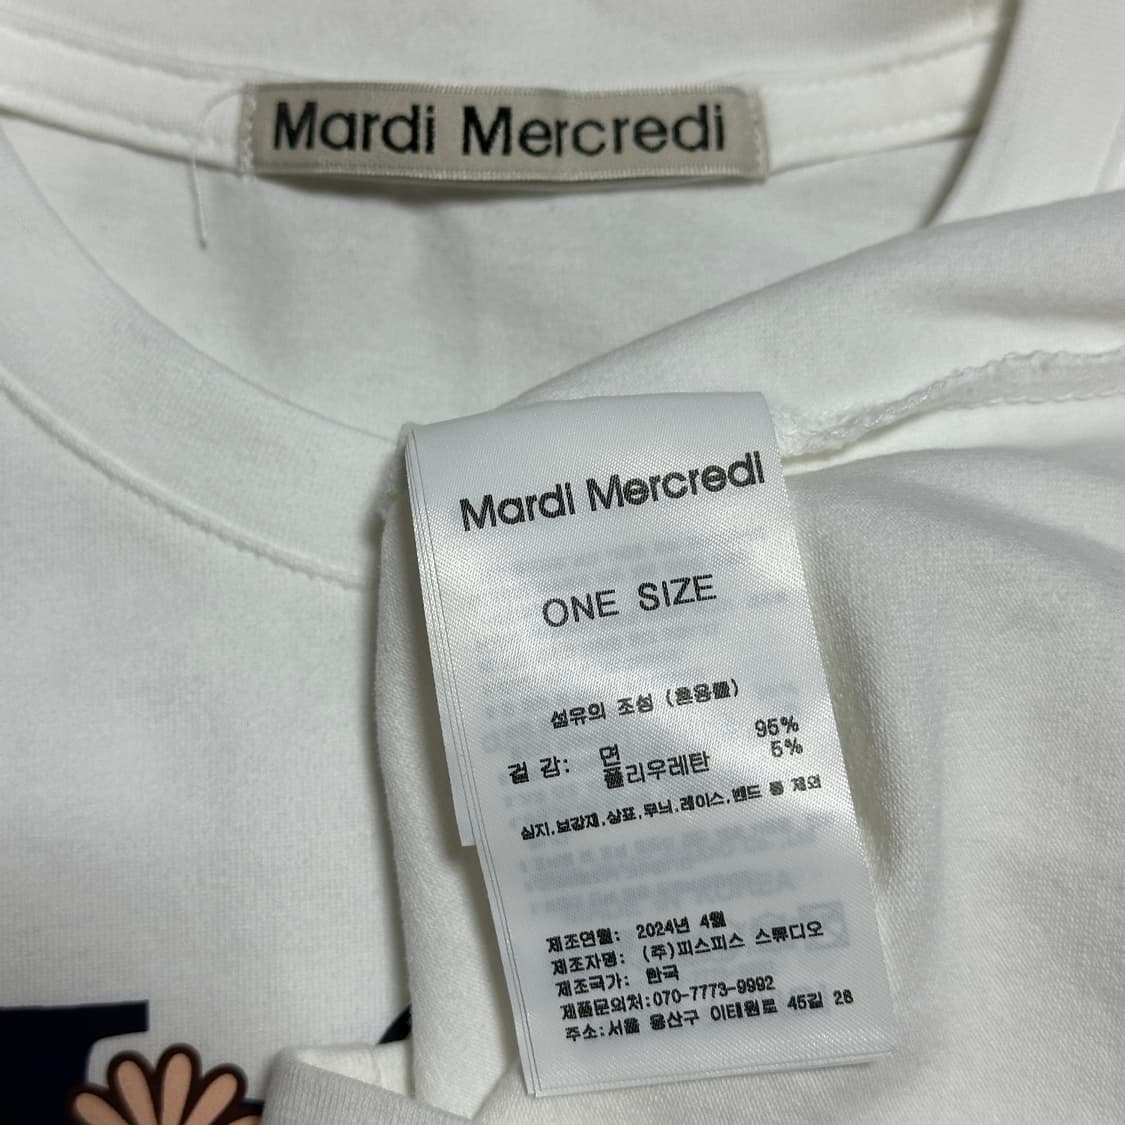 Mardi Mercredi
Mardi Mercredi
ONE SIZE
섬유의 조성 (혼용률)
겉 감: 면 95%
폴리우레탄 5%
심지,보강재,상표,무늬,레이스,밴드 등 제외
제조연월: 2024년 4월
제조자명: (주)피스피스 스튜디오
제조국가: 한국
제품문의처:070-7773-9992
주소:서울 용산구 이태원로 45길 28